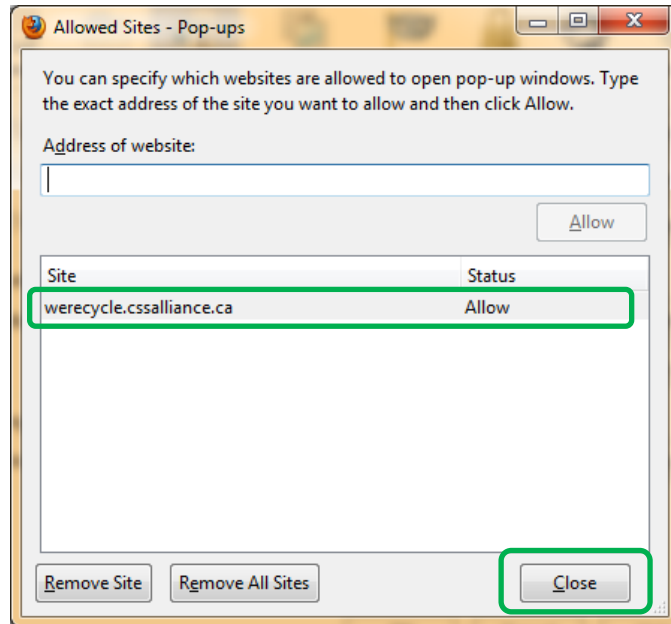 Allowed Sites - Pop-ups
You can specify which websites are allowed to open pop-up windows. Type
the exact address of the site you want to allow and then click Allow.
Address of website:
Allow
Site Status
werecycle.cssalliance.ca Allow
Remove Site Remove All Sites Close